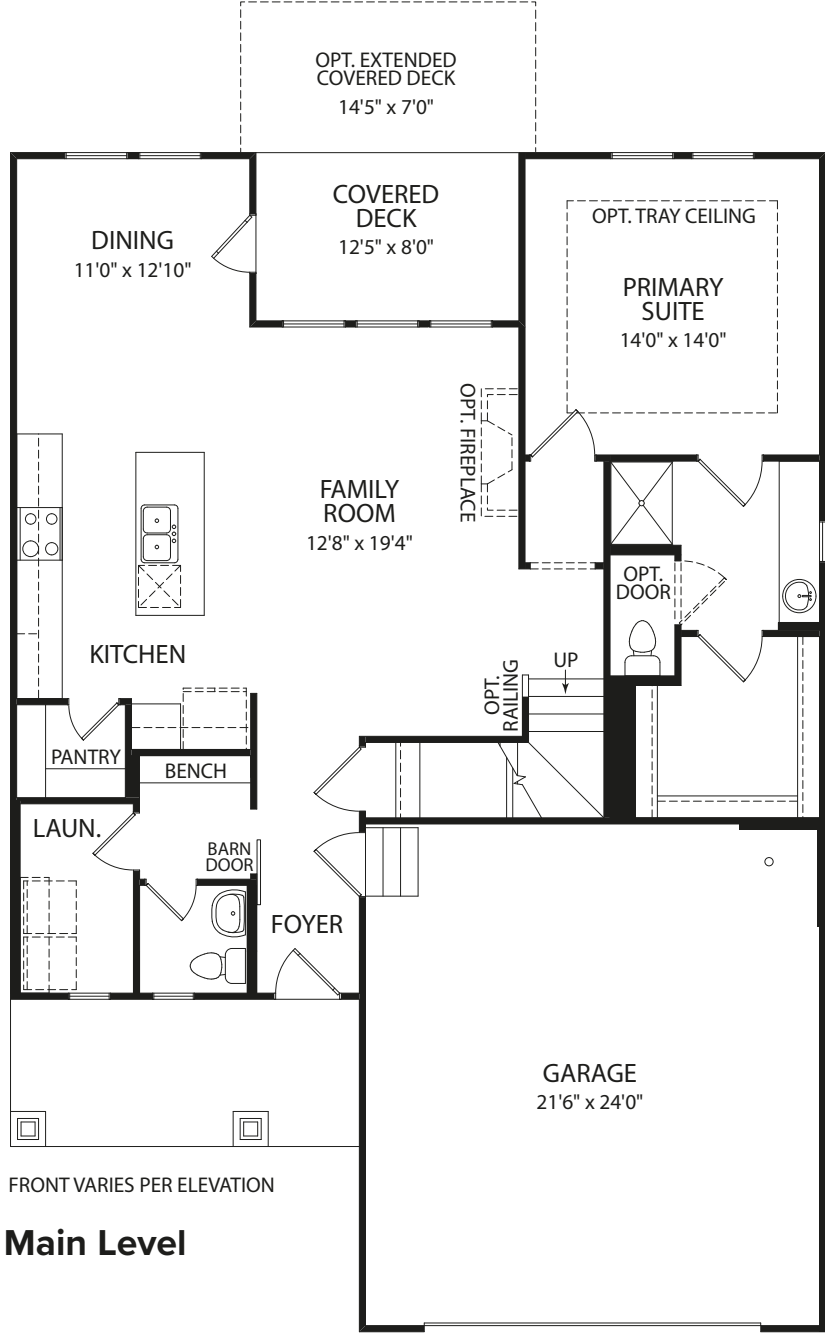 OPT. EXTENDED
COVERED DECK
14'5" x 7'0"
COVERED
DECK
12'5" x 8'0"
DINING
11'0" x 12'10"
OPT. TRAY CEILING
PRIMARY
SUITE
14'0" x 14'0"
OPT. FIREPLACE
FAMILY
ROOM
12'8" x 19'4"
OPT.
DOOR
KITCHEN
UP
OPT.
RAILING
PANTRY
BENCH
LAUN.
BARN
DOOR
FOYER
GARAGE
21'6" x 24'0"
FRONT VARIES PER ELEVATION
Main Level